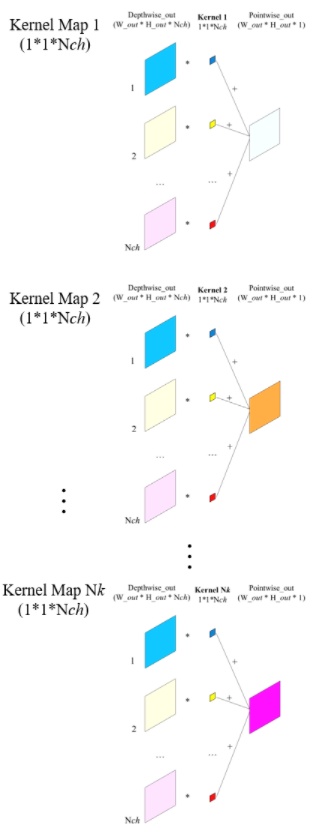 Kernel Map 1
(1*1*Nch)
Depthwise_out
(W_out * H_out * Nch)
Kernel 1
1*1*Nch
Pointwise_out
(W_out * H_out * 1)
1
*
+
2
*
+
...
...
+
Nch
*
Kernel Map 2
(1*1*Nch)
Depthwise_out
(W_out * H_out * Nch)
Kernel 2
1*1*Nch
Pointwise_out
(W_out * H_out * 1)
1
*
+
2
*
+
...
...
+
Nch
*
Kernel Map Nk
(1*1*Nch)
Depthwise_out
(W_out * H_out * Nch)
Kernel Nk
1*1*Nch
Pointwise_out
(W_out * H_out * 1)
1
*
+
2
*
+
...
...
+
Nch
*